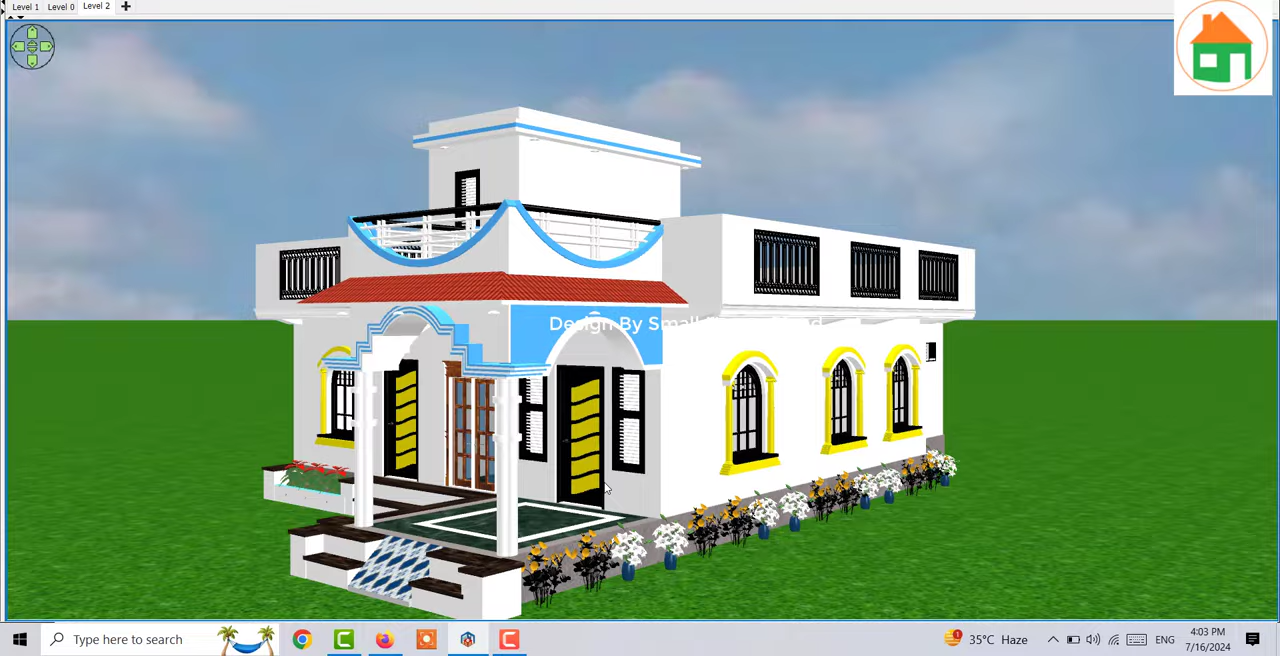 Level 1 Level 0 Level 2
Design By Small
Type here to search
35°C Haze
ENG
4:03 PM
7/16/2024
1